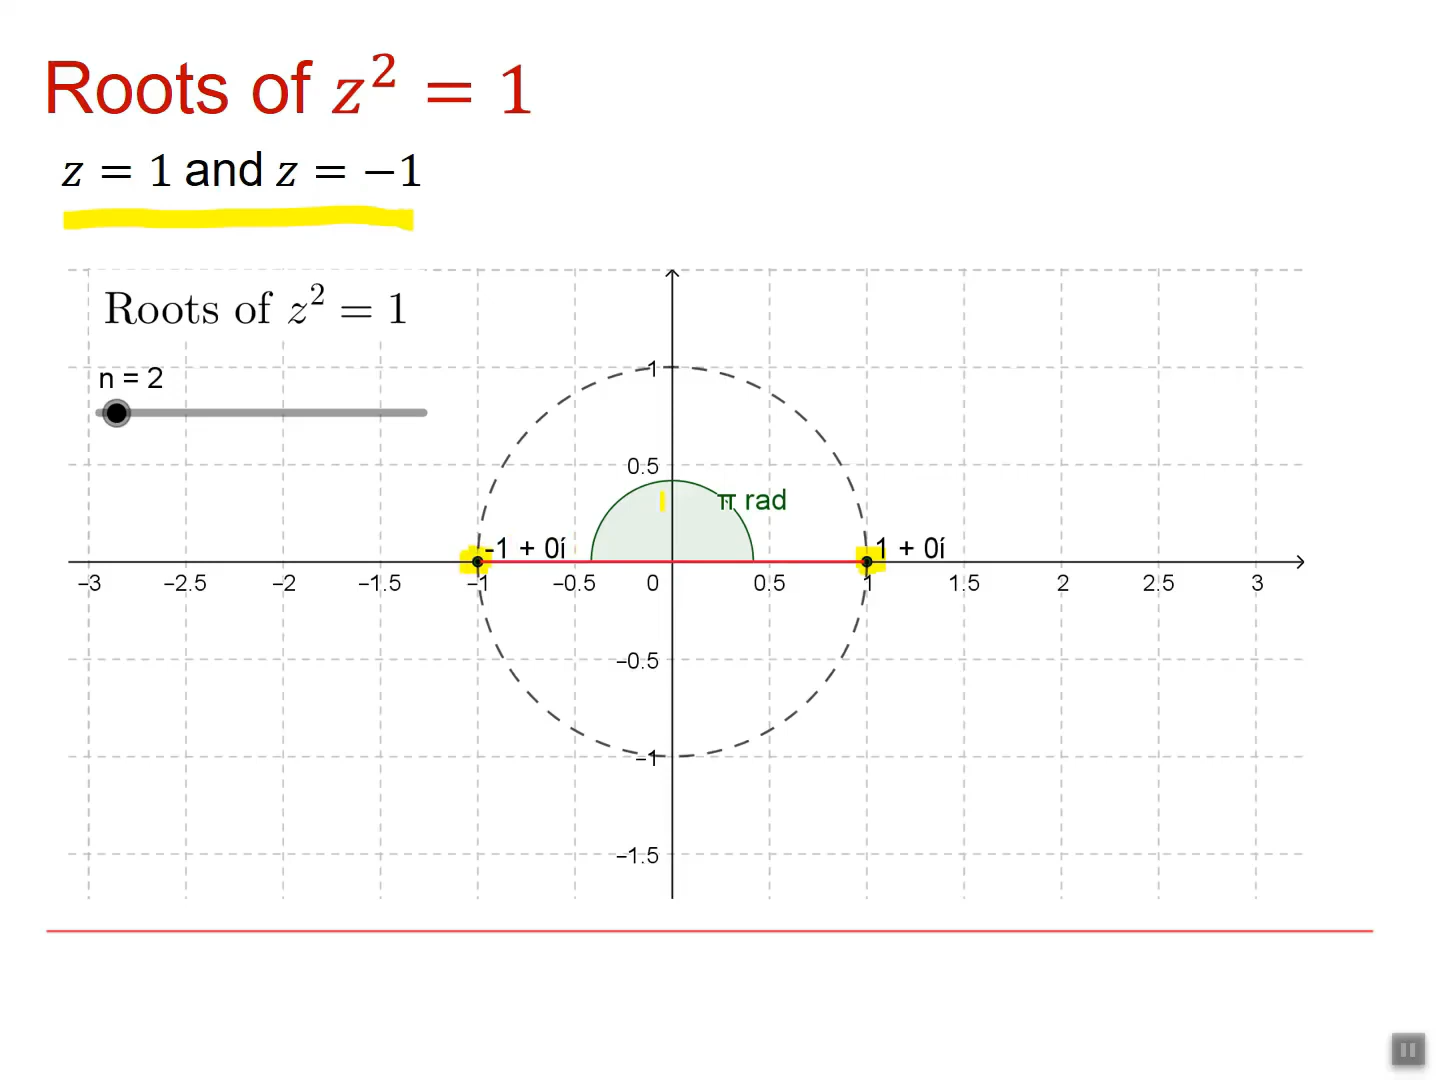 Roots of z² = 1
z = 1 and z = −1
Roots of z² = 1
n = 2
1
0.5
π rad
-1 + 0í
1 + 0í
−3 −2.5 −2 −1.5 −1 −0.5 0 0.5 1 1.5 2 2.5 3
−0.5
−1
−1.5